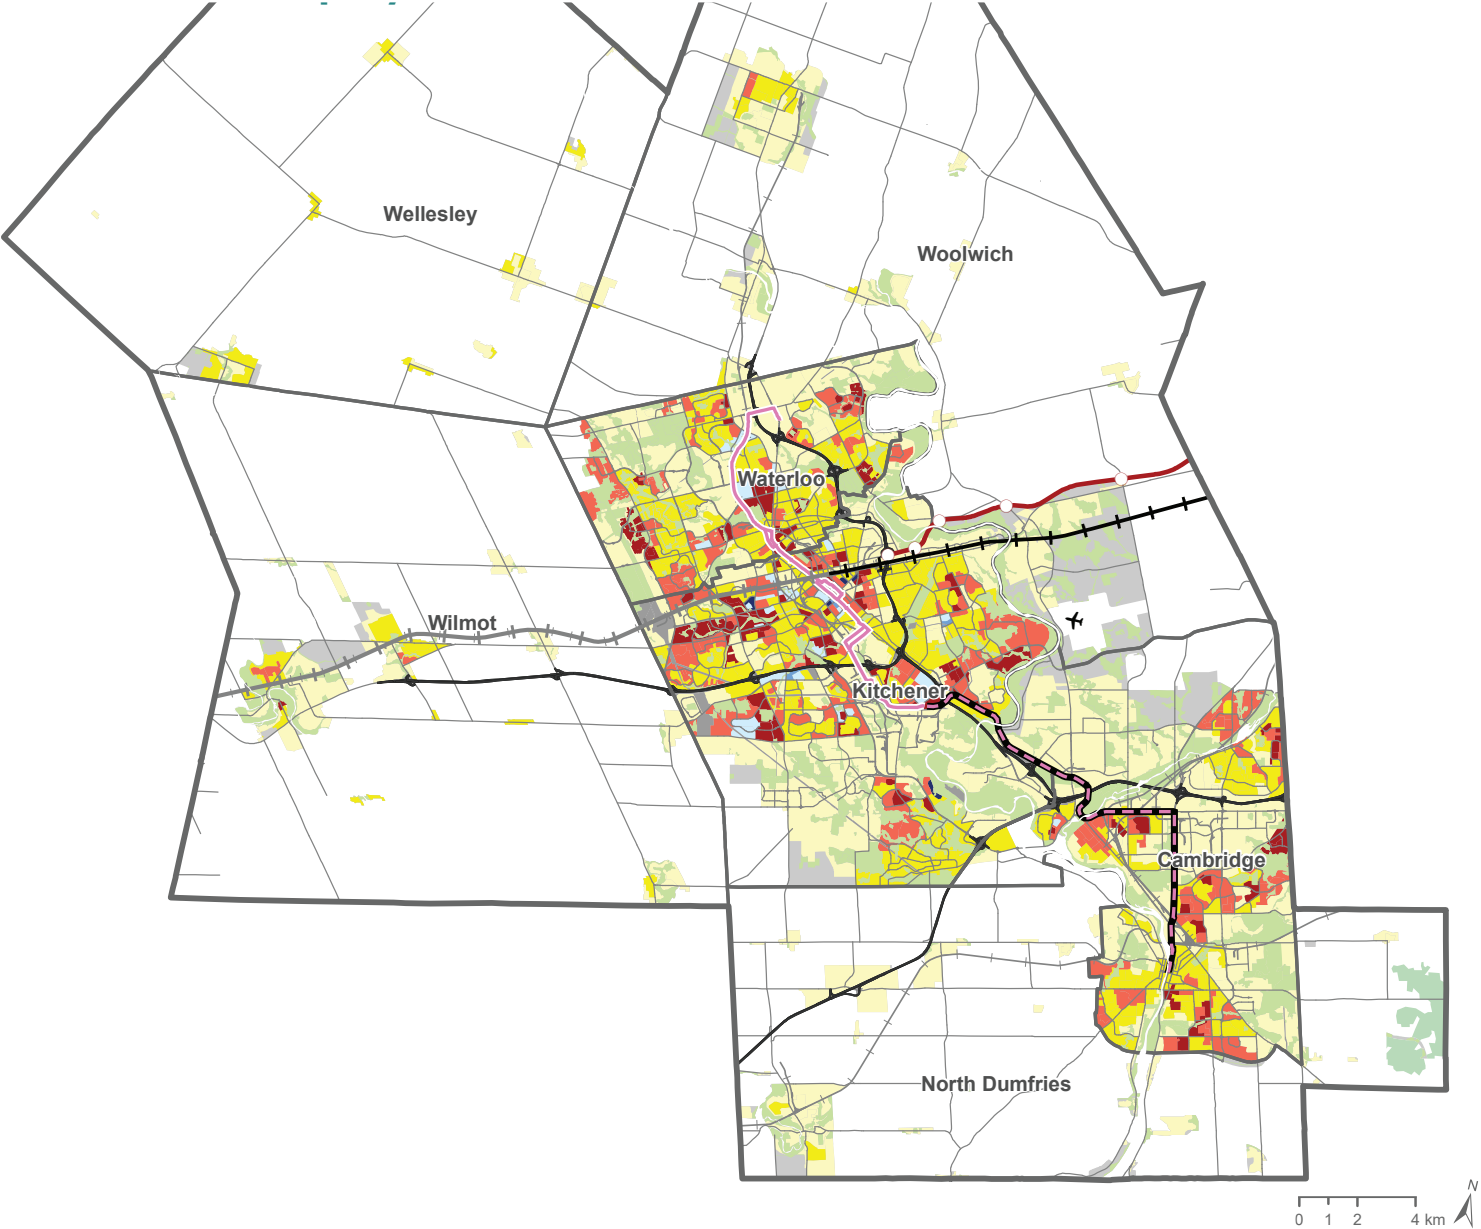 Wellesley
Woolwich
Waterloo
Wilmot
Kitchener
Cambridge
North Dumfries
N
0 1 2 4 km